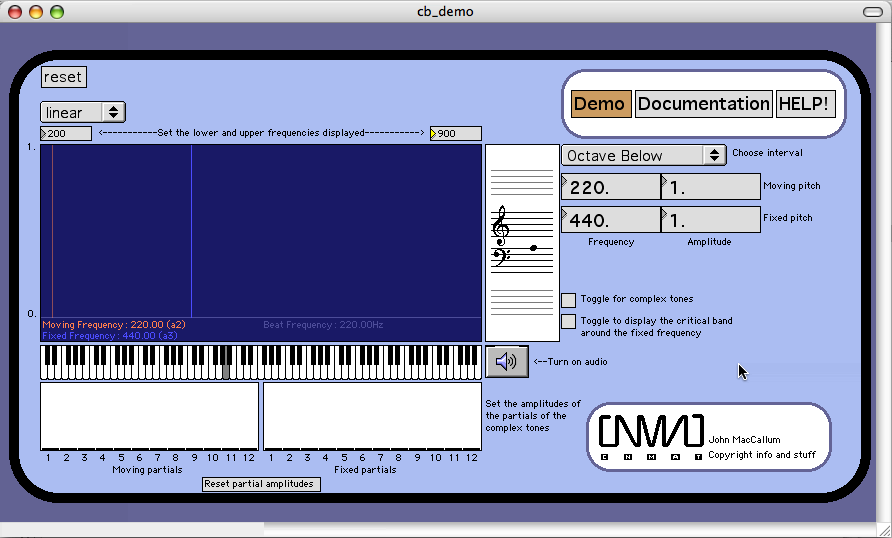 cb_demo
reset
Demo
Documentation
HELP!
linear
200
<-----------Set the lower and upper frequencies displayed----------->
900
1.
0.
Octave Below
Choose interval
220.
1.
Moving pitch
440.
1.
Fixed pitch
Frequency
Amplitude
Toggle for complex tones
Toggle to display the critical band
around the fixed frequency
Moving Frequency : 220.00 (a2)
Beat Frequency : 220.00Hz
Fixed Frequency : 440.00 (a3)
<--Turn on audio
Set the amplitudes of
the partials of the
complex tones
1 2 3 4 5 6 7 8 9 10 11 12
1 2 3 4 5 6 7 8 9 10 11 12
Moving partials
Fixed partials
Reset partial amplitudes
CNMAT
John MacCallum
Copyright info and stuff